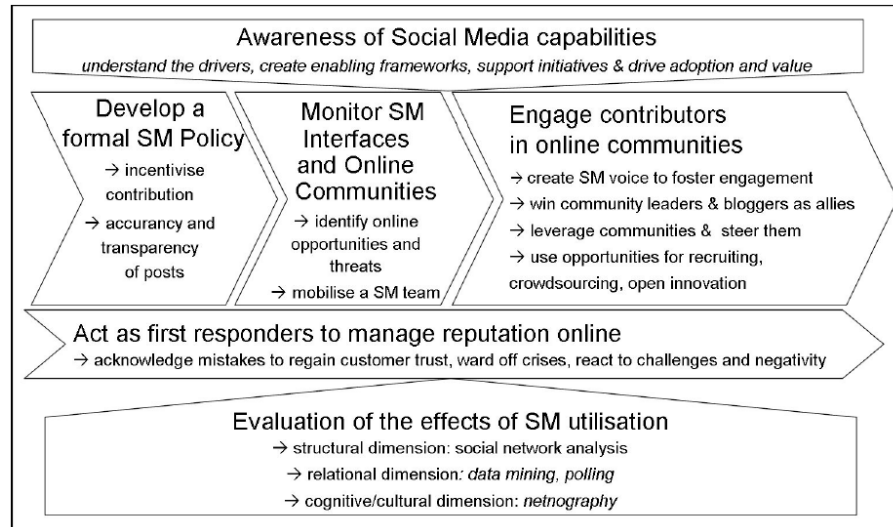 Awareness of Social Media capabilities
understand the drivers, create enabling frameworks, support initiatives & drive adoption and value
Develop a
formal SM Policy
→ incentivise
contribution
→ accurancy and
transparency
of posts
Monitor SM
Interfaces
and Online
Communities
→ identify online
opportunities and
threats
→ mobilise a SM team
Engage contributors
in online communities
→ create SM voice to foster engagement
→ win community leaders & bloggers as allies
→ leverage communities & steer them
→ use opportunities for recruiting,
crowdsourcing, open innovation
Act as first responders to manage reputation online
→ acknowledge mistakes to regain customer trust, ward off crises, react to challenges and negativity
Evaluation of the effects of SM utilisation
→ structural dimension: social network analysis
→ relational dimension: data mining, polling
→ cognitive/cultural dimension: netnography